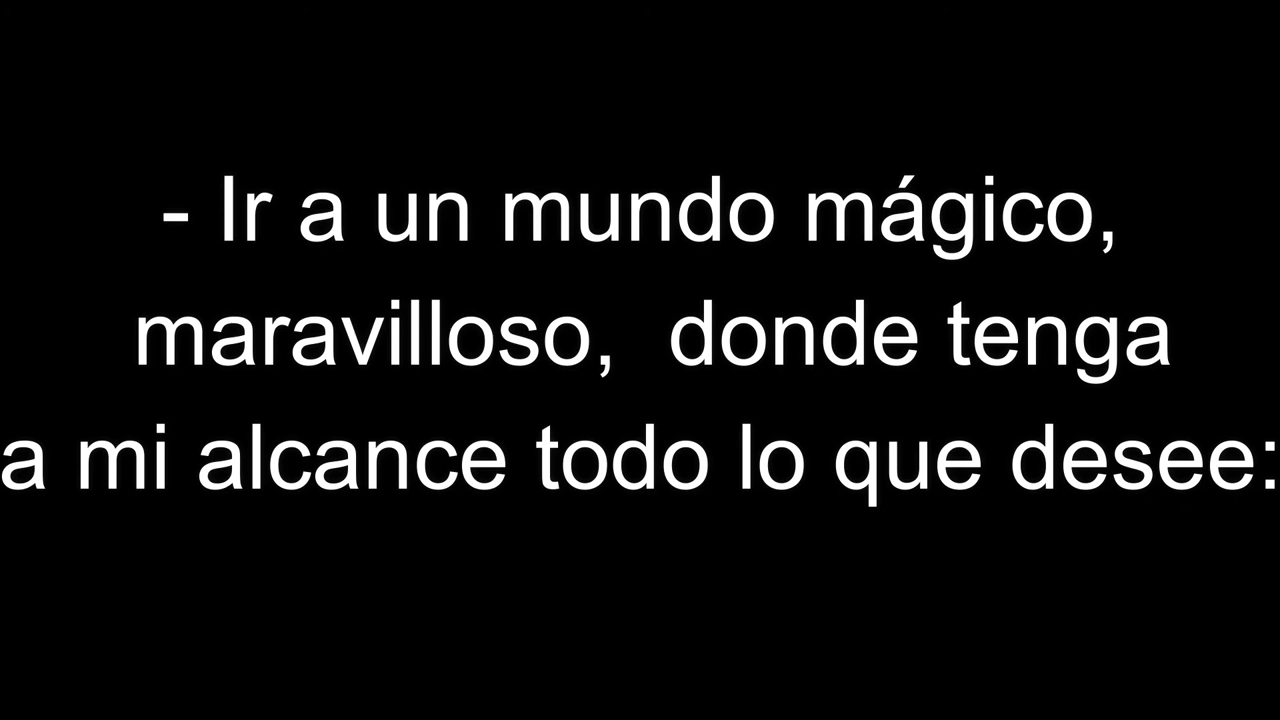 - Ir a un mundo mágico,
maravilloso,  donde tenga
a mi alcance todo lo que desee: